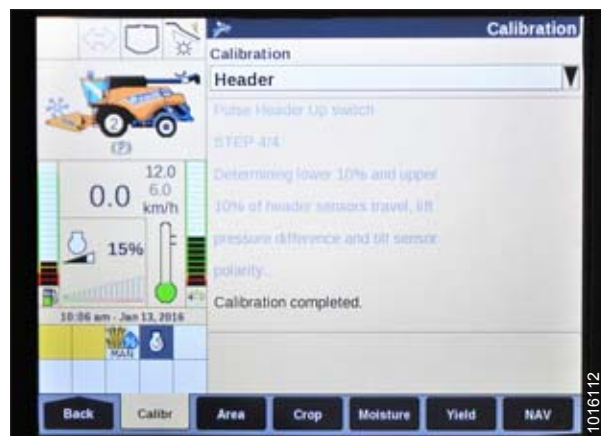 Calibration
Calibration
Header
Pulse Header Up switch
STEP 4/4
Determining lower 10% and upper
10% of header sensors travel, lift
pressure difference and tilt sensor
polarity..
Calibration completed.
2
(P)
12.0
0.0 6.0
km/h
15%
10:06 am - Jan 13, 2016
MAN
Back Calibr Area Crop Moisture Yield NAV
1016112